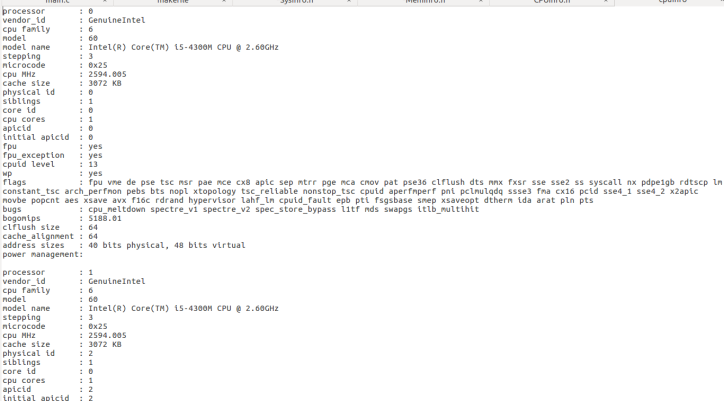 main.c × makefile × SysInfo.h × MemInfo.h × CPUInfo.h × cpuinfo ×
processor : 0
vendor_id : GenuineIntel
cpu family : 6
model : 60
model name : Intel(R) Core(TM) i5-4300M CPU @ 2.60GHz
stepping : 3
microcode : 0x25
cpu MHz : 2594.005
cache size : 3072 KB
physical id : 0
siblings : 1
core id : 0
cpu cores : 1
apicid : 0
initial apicid : 0
fpu : yes
fpu_exception : yes
cpuid level : 13
wp : yes
flags : fpu vme de pse tsc msr pae mce cx8 apic sep mtrr pge mca cmov pat pse36 clflush dts mmx fxsr sse sse2 ss syscall nx pdpe1gb rdtscp lm
constant_tsc arch_perfmon pebs bts nopl xtopology tsc_reliable nonstop_tsc cpuid aperfmperf pni pclmulqdq ssse3 fma cx16 pcid sse4_1 sse4_2 x2apic
movbe popcnt aes xsave avx f16c rdrand hypervisor lahf_lm cpuid_fault epb pti fsgsbase smep xsaveopt dtherm ida arat pln pts
bugs : cpu_meltdown spectre_v1 spectre_v2 spec_store_bypass l1tf mds swapgs itlb_multihit
bogomips : 5188.01
clflush size : 64
cache_alignment : 64
address sizes : 40 bits physical, 48 bits virtual
power management:
processor : 1
vendor_id : GenuineIntel
cpu family : 6
model : 60
model name : Intel(R) Core(TM) i5-4300M CPU @ 2.60GHz
stepping : 3
microcode : 0x25
cpu MHz : 2594.005
cache size : 3072 KB
physical id : 2
siblings : 1
core id : 0
cpu cores : 1
apicid : 2
initial apicid : 2